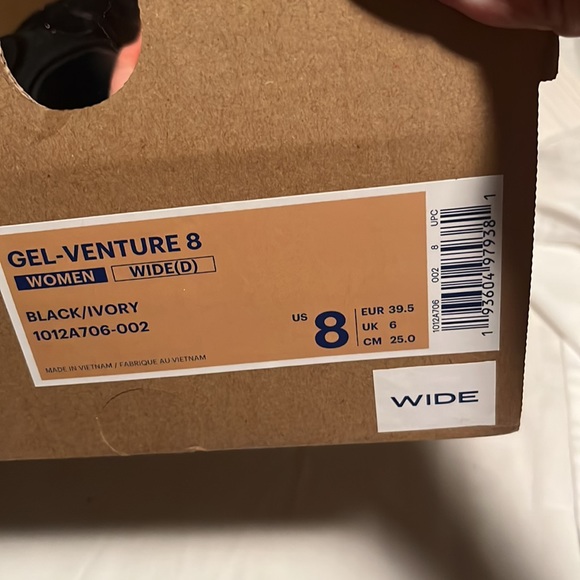 GEL-VENTURE 8
WOMEN WIDE(D)
BLACK/IVORY
1012A706-002
MADE IN VIETNAM / FABRIQUE AU VIETNAM
US 8
EUR 39.5
UK 6
CM 25.0
1012A706 002 8 UPC
1 93604 97938 1
WIDE